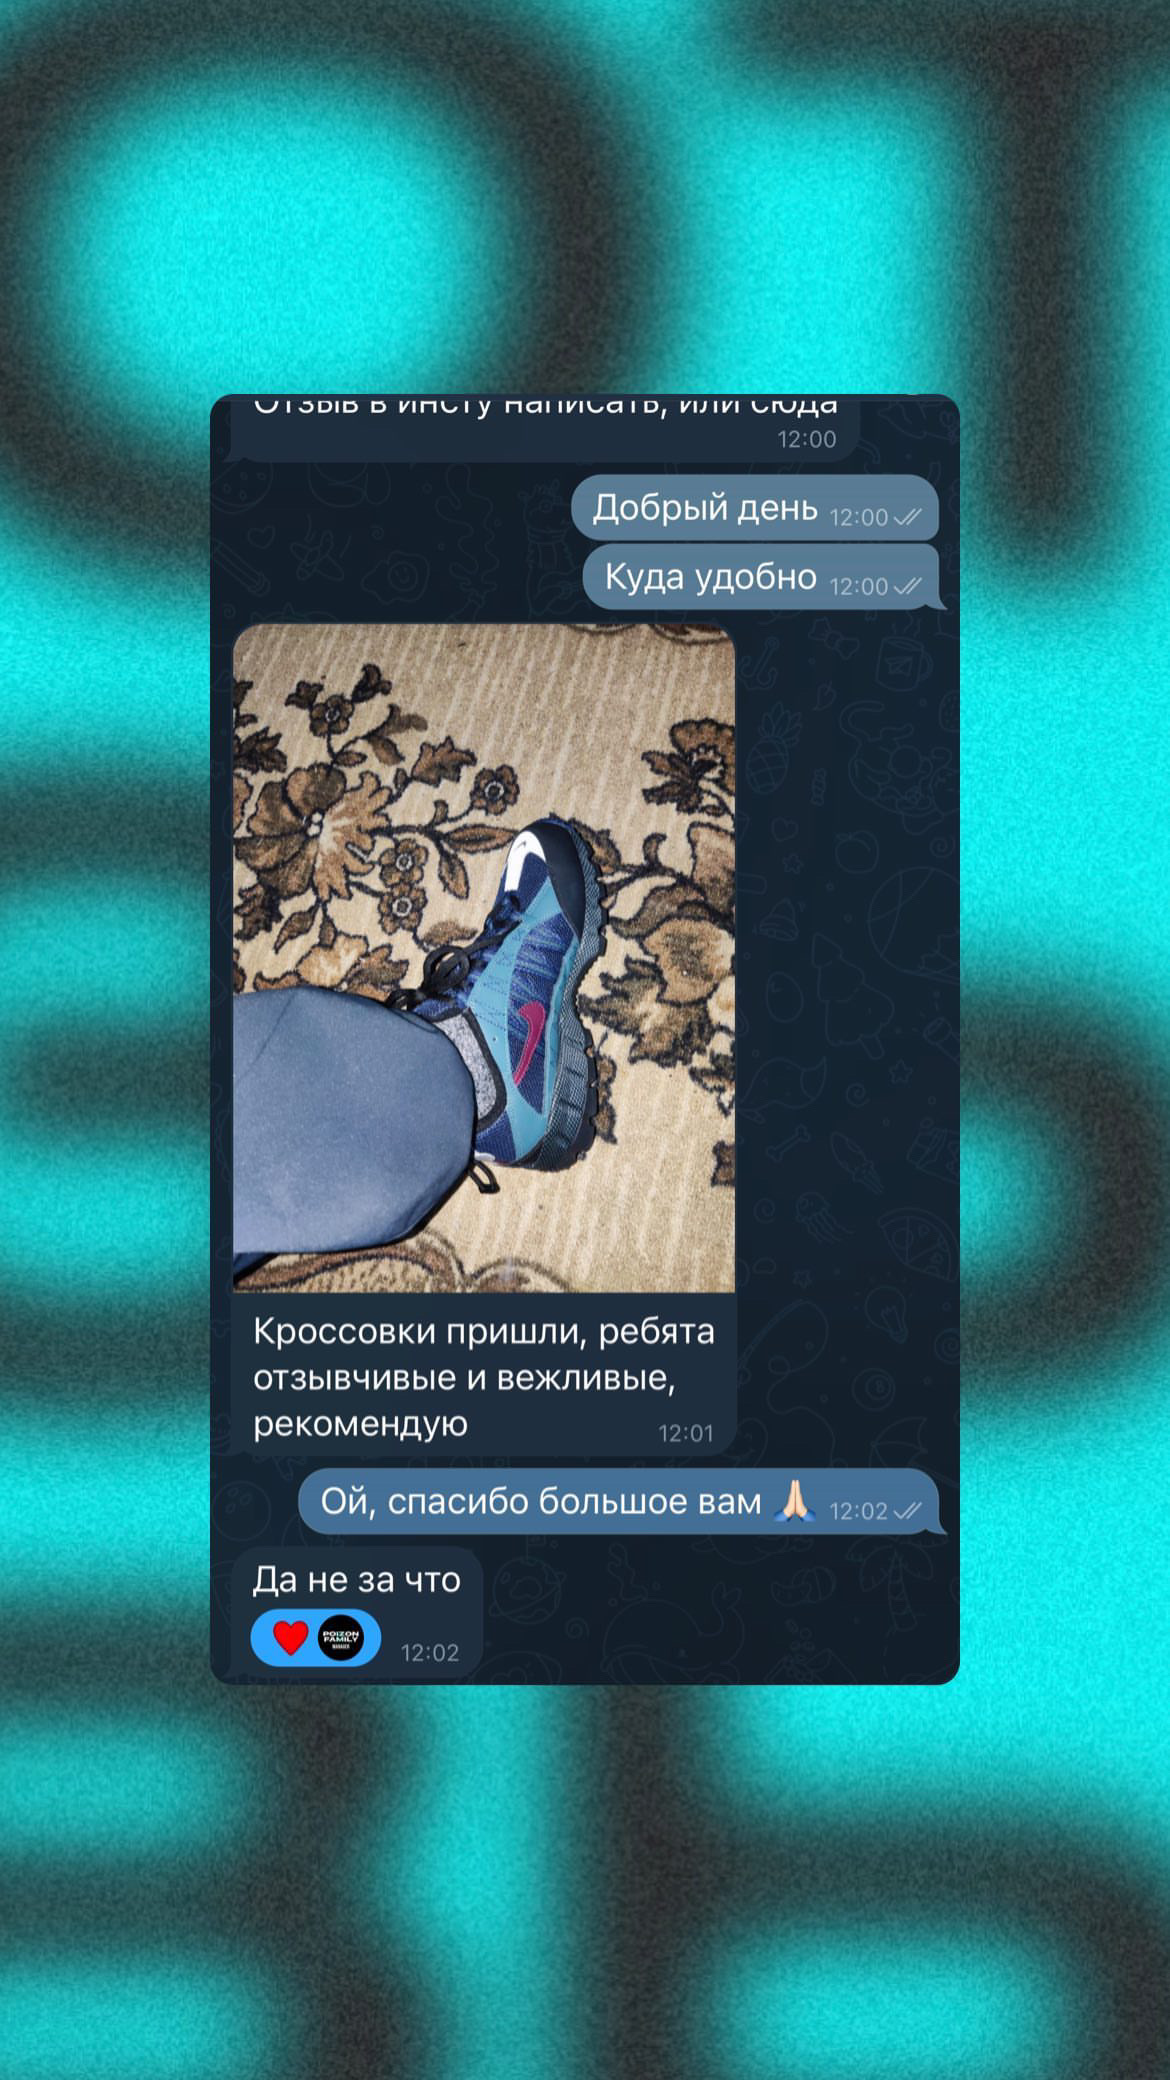 Отзыв в инсту написать, или сюда
12:00
Добрый день 12:00
Куда удобно 12:00
Кроссовки пришли, ребята
отзывчивые и вежливые,
рекомендую 12:01
Ой, спасибо большое вам 🙏🏻 12:02
Да не за что
❤️ POIZON
FAMILY
MANAGER
12:02